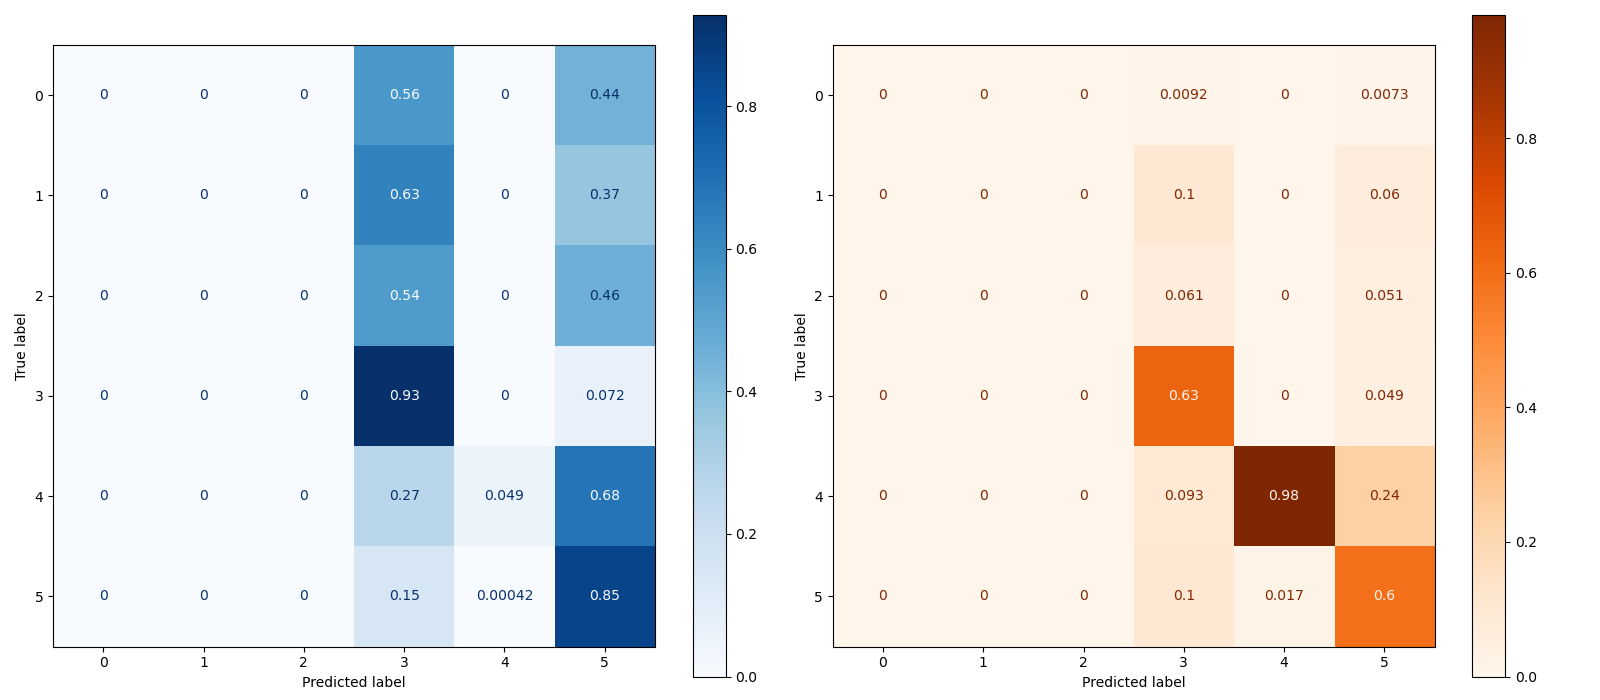 0 0 0 0 0.56 0 0.44
1 0 0 0 0.63 0 0.37
2 0 0 0 0.54 0 0.46
3 0 0 0 0.93 0 0.072
4 0 0 0 0.27 0.049 0.68
5 0 0 0 0.15 0.00042 0.85
0 1 2 3 4 5
True label
Predicted label
0.8
0.6
0.4
0.2
0.0
0 0 0 0 0.0092 0 0.0073
1 0 0 0 0.1 0 0.06
2 0 0 0 0.061 0 0.051
3 0 0 0 0.63 0 0.049
4 0 0 0 0.093 0.98 0.24
5 0 0 0 0.1 0.017 0.6
0 1 2 3 4 5
True label
Predicted label
0.8
0.6
0.4
0.2
0.0